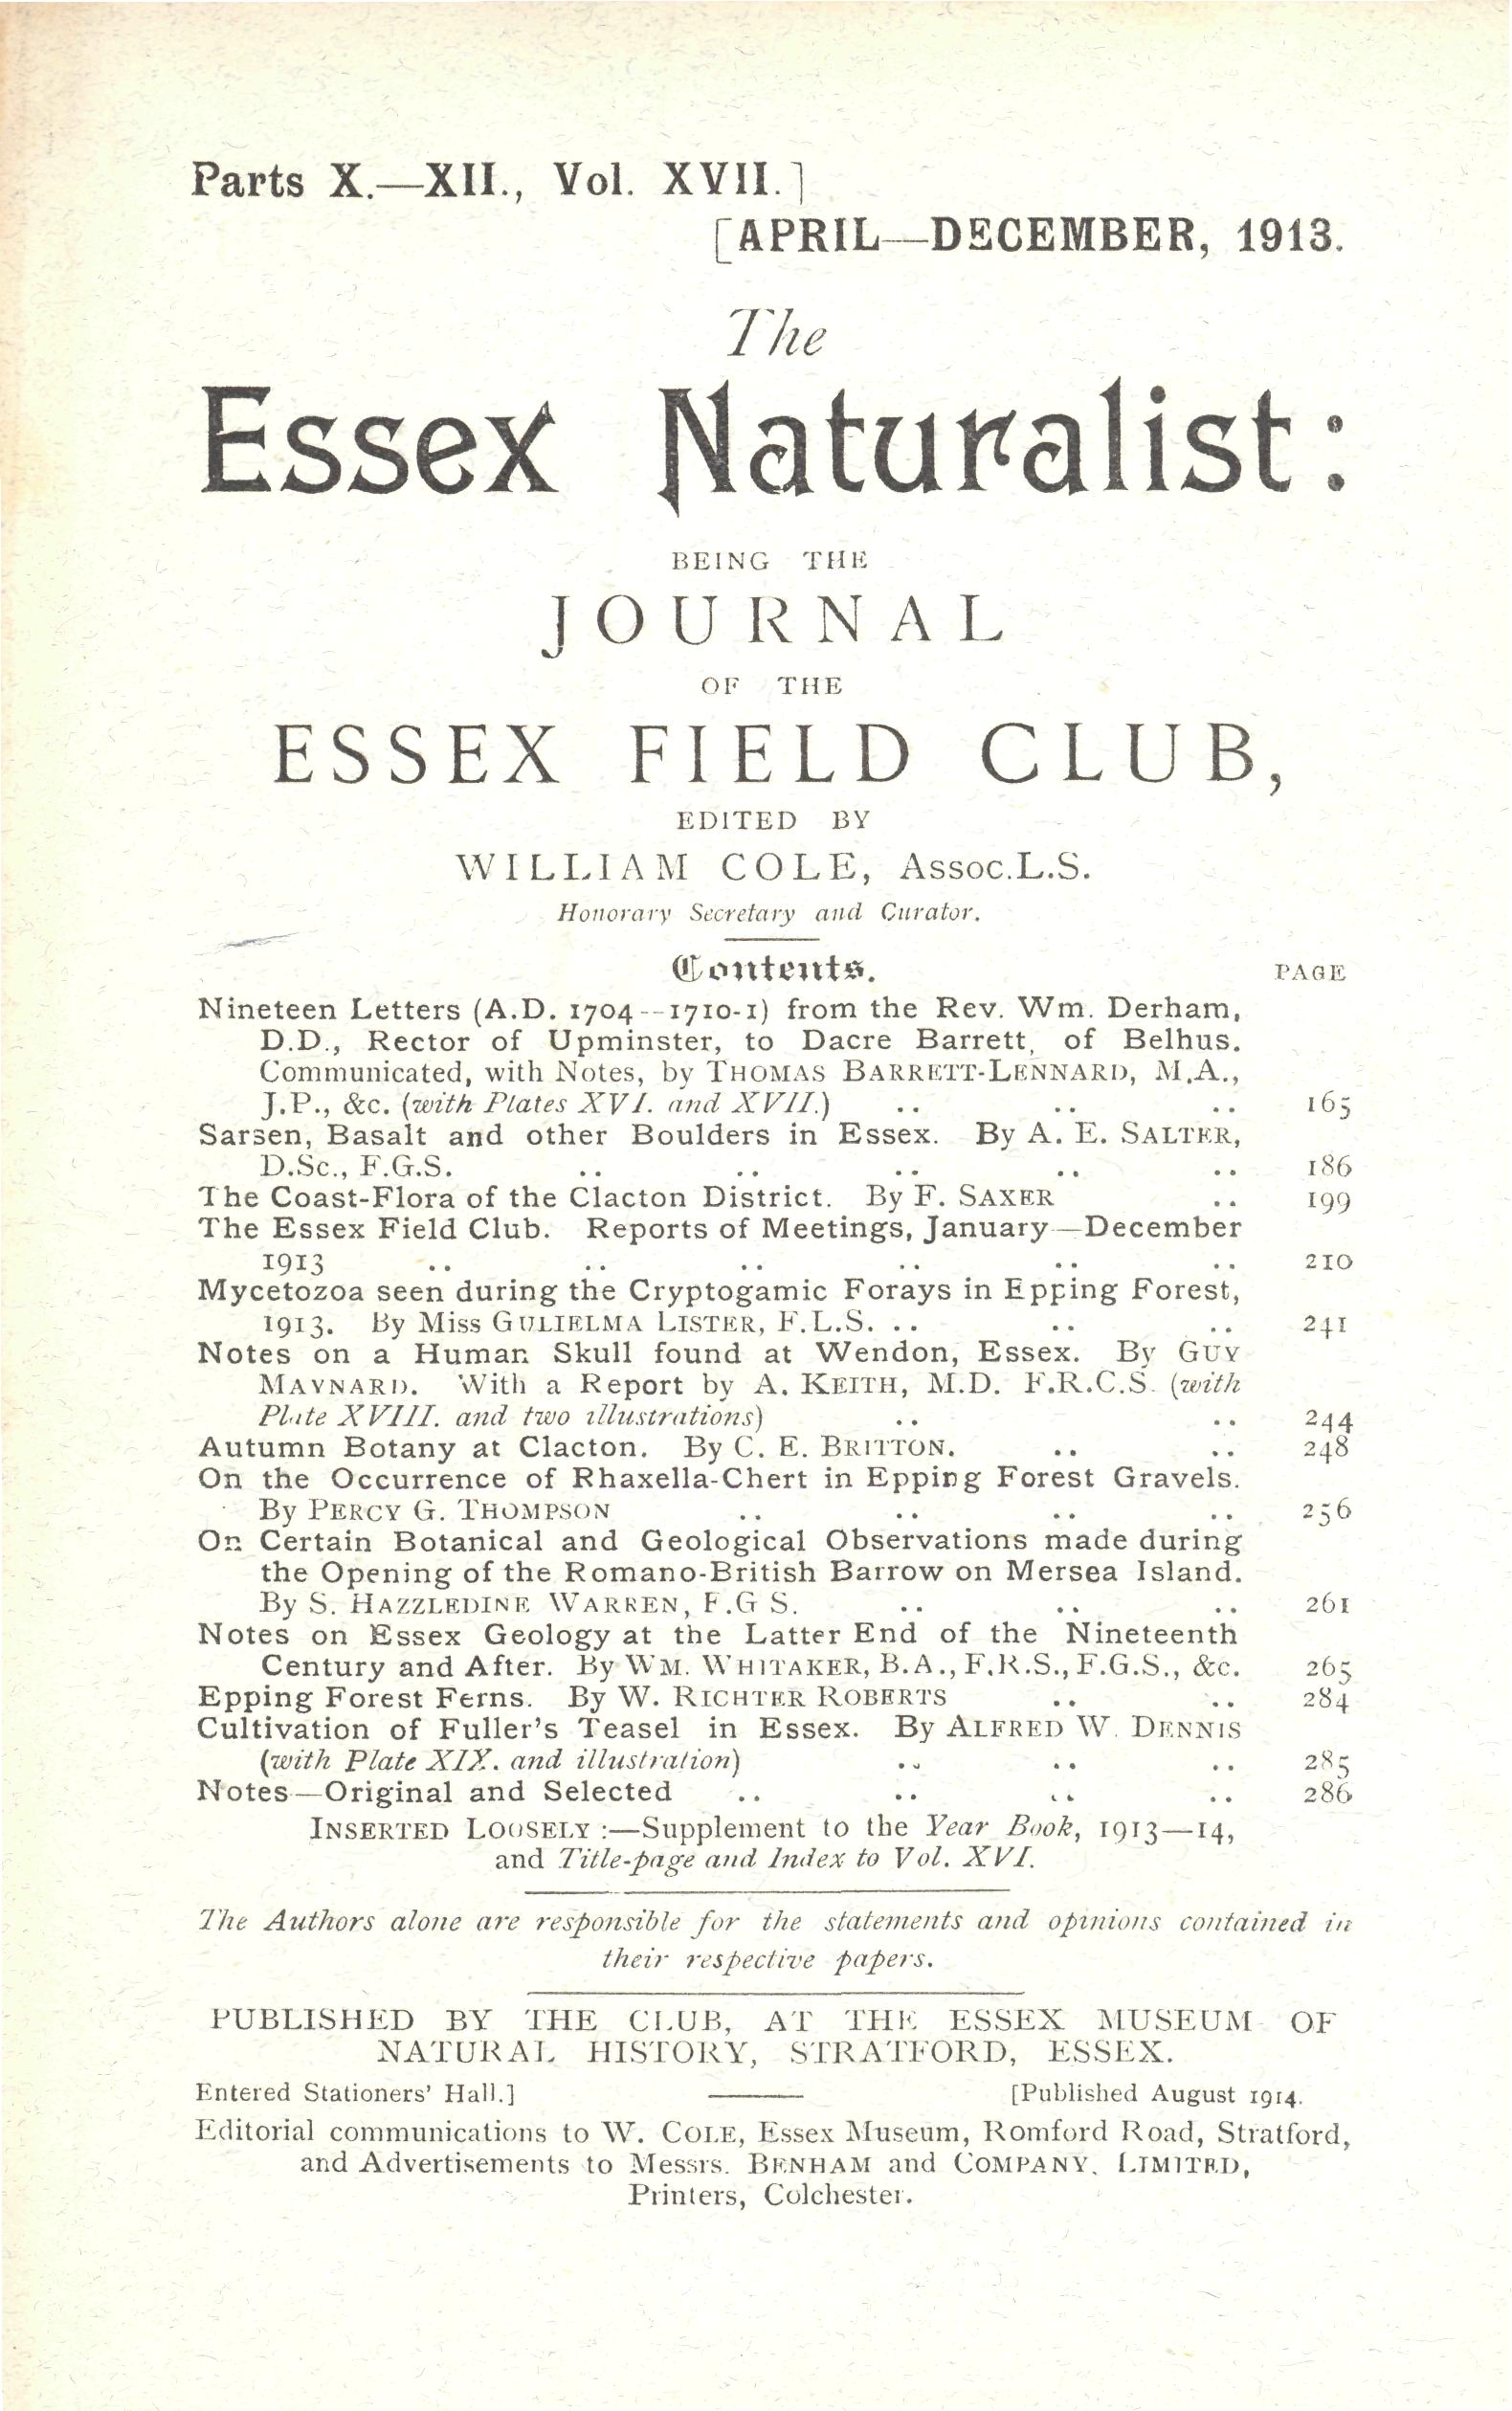 Parts X.—XII., Vol. XVII.]
[APRIL—DECEMBER, 1913.
The
Essex Naturalist:
BEING THE
JOURNAL
OF THE
ESSEX FIELD CLUB,
EDITED BY
WILLIAM COLE, Assoc.L.S.
Honorary Secretary and Curator.
Contents. PAGE
Nineteen Letters (A.D. 1704--1710-1) from the Rev. Wm. Derham,
D.D., Rector of Upminster, to Dacre Barrett, of Belhus.
Communicated, with Notes, by THOMAS BARRETT-LENNARD, M.A.,
J.P., &c. (with Plates XVI. and XVII.) .. .. .. 165
Sarsen, Basalt and other Boulders in Essex. By A. E. SALTER,
D.Sc., F.G.S. .. .. .. .. .. 186
The Coast-Flora of the Clacton District. By F. SAXER .. 199
The Essex Field Club. Reports of Meetings, January—December
1913 .. .. .. .. .. .. 210
Mycetozoa seen during the Cryptogamic Forays in Epping Forest,
1913. By Miss GULIELMA LISTER, F.L.S. .. .. .. 241
Notes on a Human Skull found at Wendon, Essex. By GUY
MAYNARD. With a Report by A. KEITH, M.D. F.R.C.S. (with
Plate XVIII. and two illustrations) .. .. 244
Autumn Botany at Clacton. By C. E. BRITTON. .. .. 248
On the Occurrence of Rhaxella-Chert in Epping Forest Gravels.
By PERCY G. THOMPSON .. .. .. .. 256
On Certain Botanical and Geological Observations made during
the Opening of the Romano-British Barrow on Mersea Island.
By S. HAZZLEDINE WARREN, F.G S. .. .. .. 261
Notes on Essex Geology at the Latter End of the Nineteenth
Century and After. By WM. WHITAKER, B.A., F.R.S., F.G.S., &c. 265
Epping Forest Ferns. By W. RICHTER ROBERTS .. .. 284
Cultivation of Fuller's Teasel in Essex. By ALFRED W. DENNIS
(with Plate XIX. and illustration) .. .. .. 285
Notes—Original and Selected .. .. .. .. 286
INSERTED LOOSELY :—Supplement to the Year Book, 1913—14,
and Title-page and Index to Vol. XVI.
The Authors alone are responsible for the statements and opinions contained in
their respective papers.
PUBLISHED BY THE CLUB, AT THE ESSEX MUSEUM OF
NATURAL HISTORY, STRATFORD, ESSEX.
Entered Stationers' Hall.] [Published August 1914.
Editorial communications to W. COLE, Essex Museum, Romford Road, Stratford,
and Advertisements to Messrs. BENHAM and COMPANY, LIMITED,
Printers, Colchester.